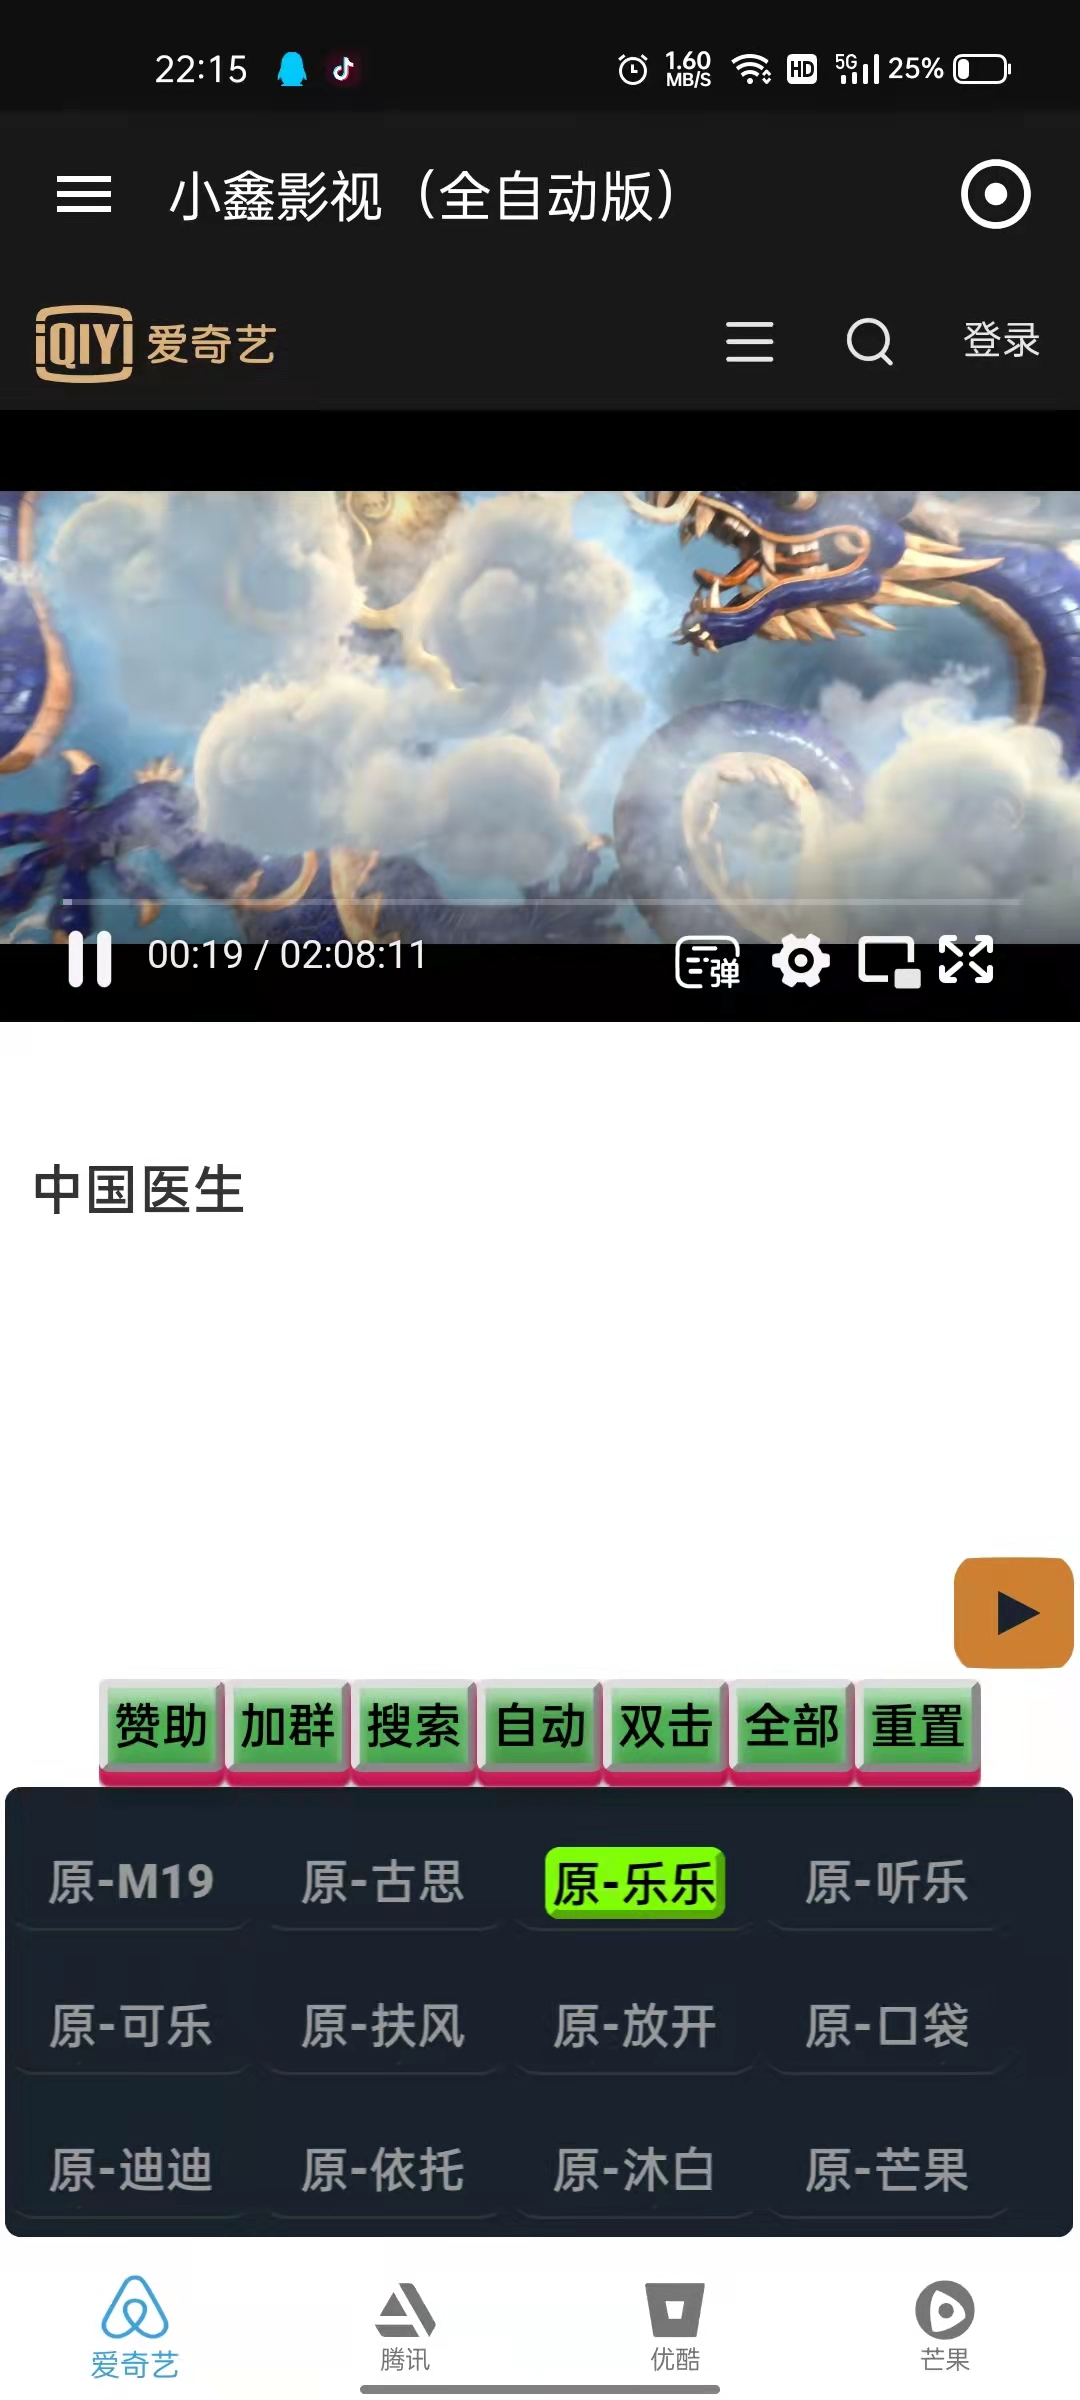 22:15 1.60 MB/S HD 5G 25%
小鑫影视（全自动版）
iQIYI 爱奇艺 登录
00:19 / 02:08:11 弹
中国医生
赞助 加群 搜索 自动 双击 全部 重置
原-M19 原-古思 原-乐乐 原-听乐
原-可乐 原-扶风 原-放开 原-口袋
原-迪迪 原-依托 原-沐白 原-芒果
爱奇艺 腾讯 优酷 芒果